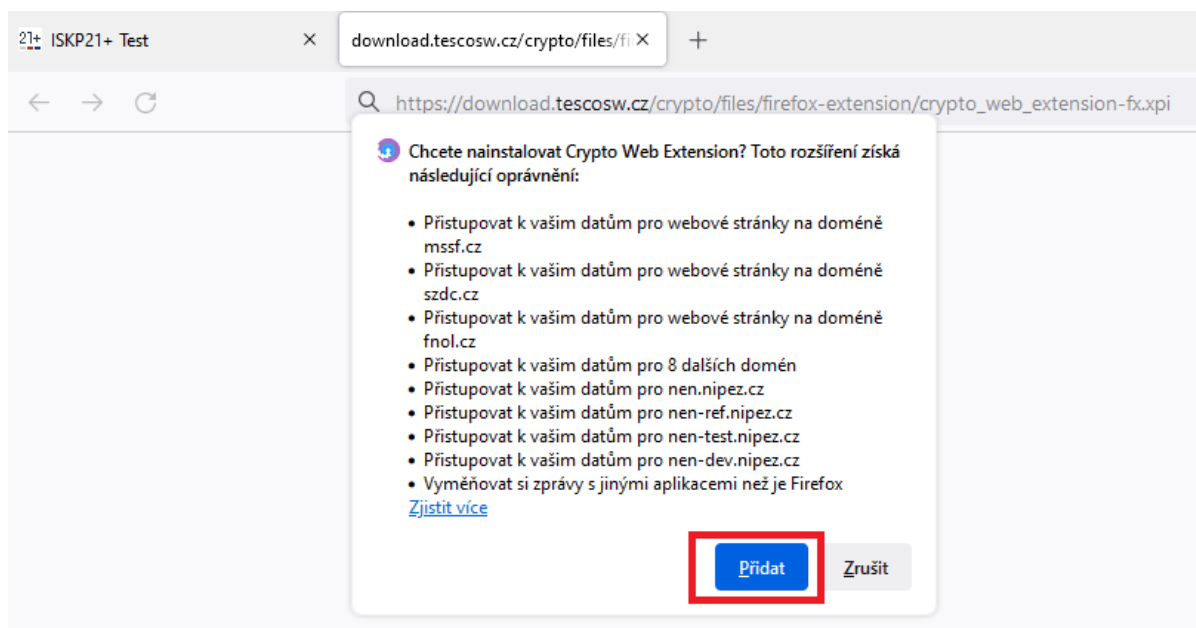 21+ ISKP21+ Test
download.tescosw.cz/crypto/files/fi
https://download.tescosw.cz/crypto/files/firefox-extension/crypto_web_extension-fx.xpi
Chcete nainstalovat Crypto Web Extension? Toto rozšíření získá
následující oprávnění:
• Přistupovat k vašim datům pro webové stránky na doméně
mssf.cz
• Přistupovat k vašim datům pro webové stránky na doméně
szdc.cz
• Přistupovat k vašim datům pro webové stránky na doméně
fnol.cz
• Přistupovat k vašim datům pro 8 dalších domén
• Přistupovat k vašim datům pro nen.nipez.cz
• Přistupovat k vašim datům pro nen-ref.nipez.cz
• Přistupovat k vašim datům pro nen-test.nipez.cz
• Přistupovat k vašim datům pro nen-dev.nipez.cz
• Vyměňovat si zprávy s jinými aplikacemi než je Firefox
Zjistit více
Přidat Zrušit